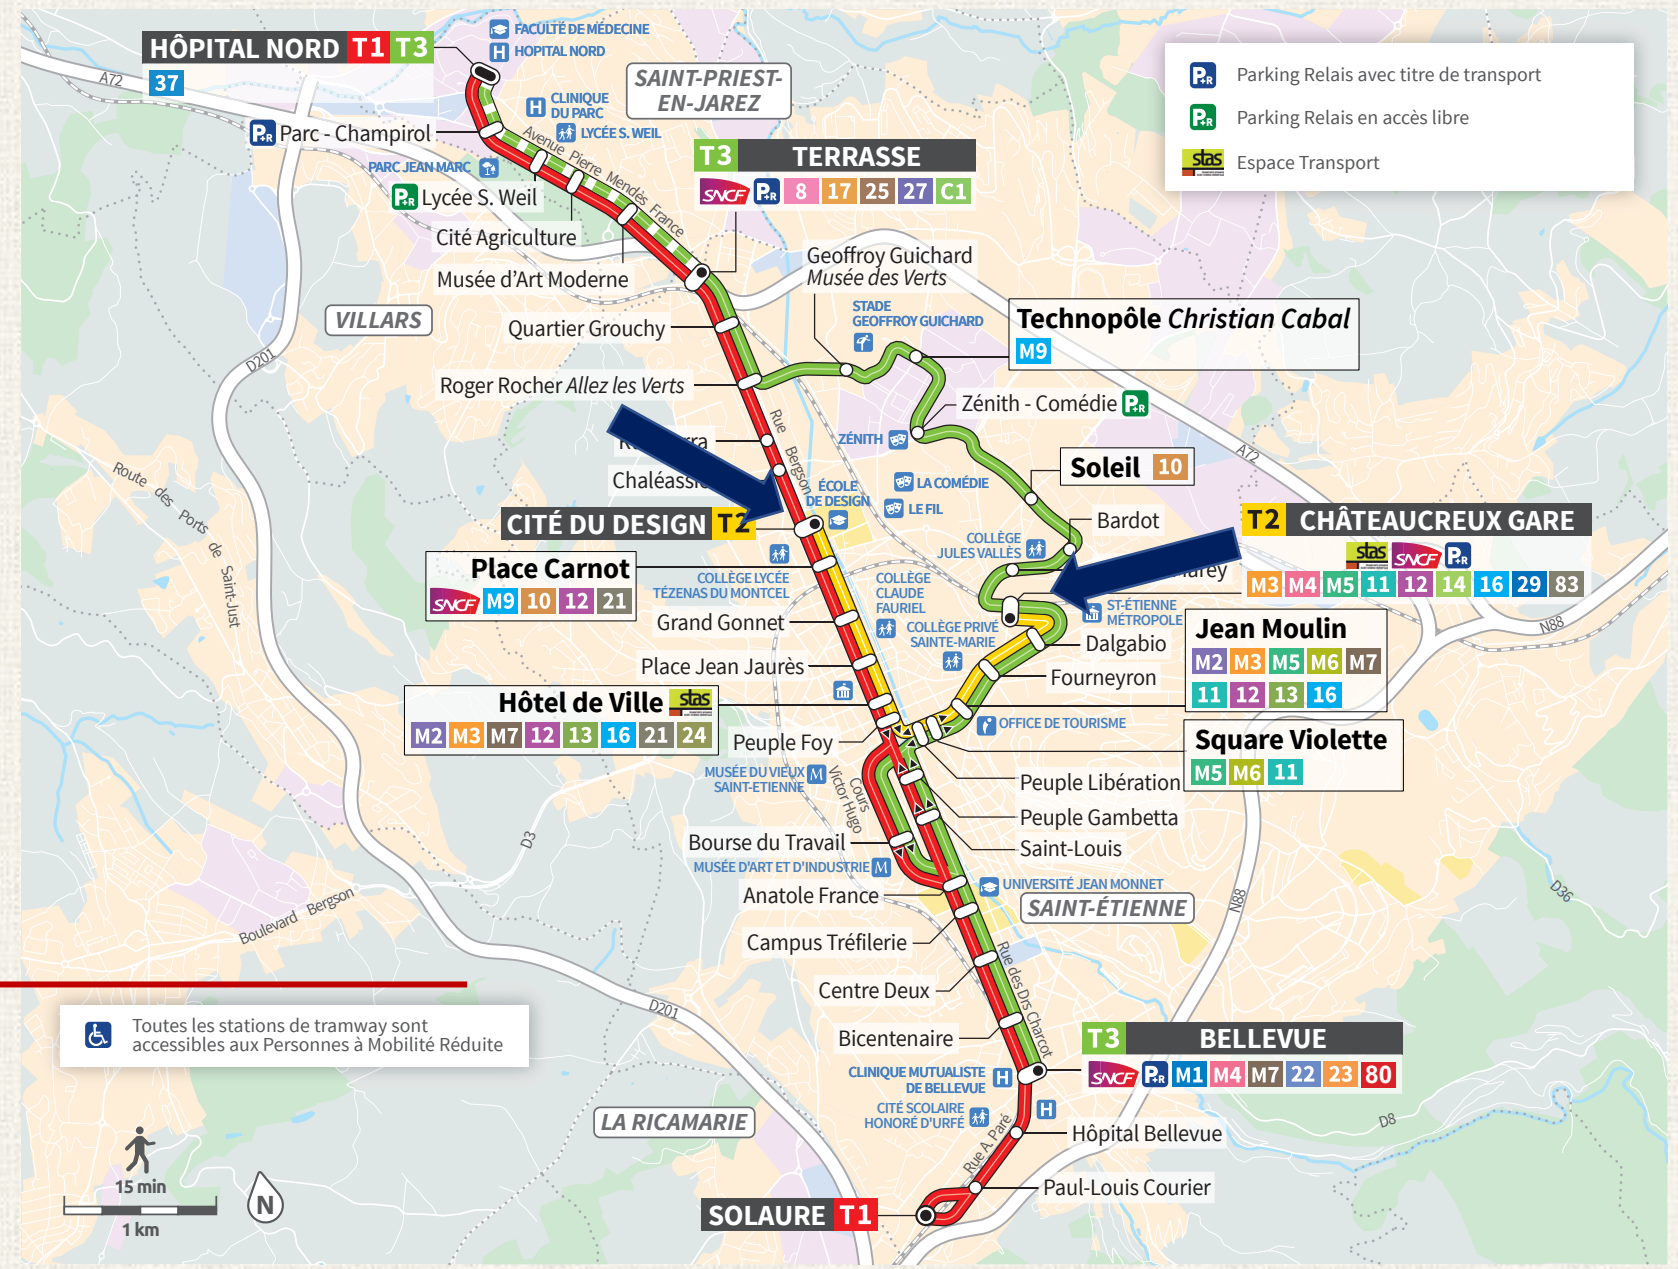 HÔPITAL NORD T1 T3
37
FACULTÉ DE MÉDECINE
HOPITAL NORD
SAINT-PRIEST-
EN-JAREZ
CLINIQUE
DU PARC
LYCÉE S. WEIL
A72
Parc - Champirol
Avenue Pierre Mendès France
PARC JEAN MARC
Lycée S. Weil
Cité Agriculture
Musée d'Art Moderne
T3 TERRASSE
SNCF P+R 8 17 25 27 C1
P+R Parking Relais avec titre de transport
P+R Parking Relais en accès libre
stas Espace Transport
Geoffroy Guichard
Musée des Verts
VILLARS
Quartier Grouchy
STADE
GEOFFROY GUICHARD
Technopôle Christian Cabal
M9
D201
Roger Rocher Allez les Verts
Zénith - Comédie P+R
Rue Bergson
ZÉNITH
A72
Soleil 10
LA COMÉDIE
LE FIL
ÉCOLE
DE DESIGN
Route des Ports de Saint-Just
CITÉ DU DESIGN T2
Bardot
T2 CHÂTEAUCREUX GARE
stas SNCF P+R
M3 M4 M5 11 12 14 16 29 83
COLLÈGE
JULES VALLÈS
Place Carnot
SNCF M9 10 12 21
COLLÈGE LYCÉE
TÉZENAS DU MONTCEL
COLLÈGE
CLAUDE
FAURIEL
ST-ÉTIENNE
MÉTROPOLE
Grand Gonnet
COLLÈGE PRIVÉ
SAINTE-MARIE
Dalgabio
Jean Moulin
M2 M3 M5 M6 M7
11 12 13 16
N88
Place Jean Jaurès
Fourneyron
Hôtel de Ville stas
M2 M3 M7 12 13 16 21 24
OFFICE DE TOURISME
Peuple Foy
Square Violette
M5 M6 11
MUSÉE DU VIEUX
SAINT-ETIENNE
Cours
Victor Hugo
Peuple Libération
Peuple Gambetta
Saint-Louis
D3
Bourse du Travail
MUSÉE D'ART ET D'INDUSTRIE
UNIVERSITÉ JEAN MONNET
Anatole France
SAINT-ÉTIENNE
N88
D36
Boulevard Bergson
Campus Tréfilerie
Rue des Drs Charcot
Centre Deux
D201
Bicentenaire
Toutes les stations de tramway sont
accessibles aux Personnes à Mobilité Réduite
T3 BELLEVUE
SNCF P+R M1 M4 M7 22 23 80
CLINIQUE MUTUALISTE
DE BELLEVUE
CITÉ SCOLAIRE
HONORÉ D'URFÉ
LA RICAMARIE
D8
Rue A. Paré
Hôpital Bellevue
Paul-Louis Courier
15 min
1 km
N
SOLAURE T1